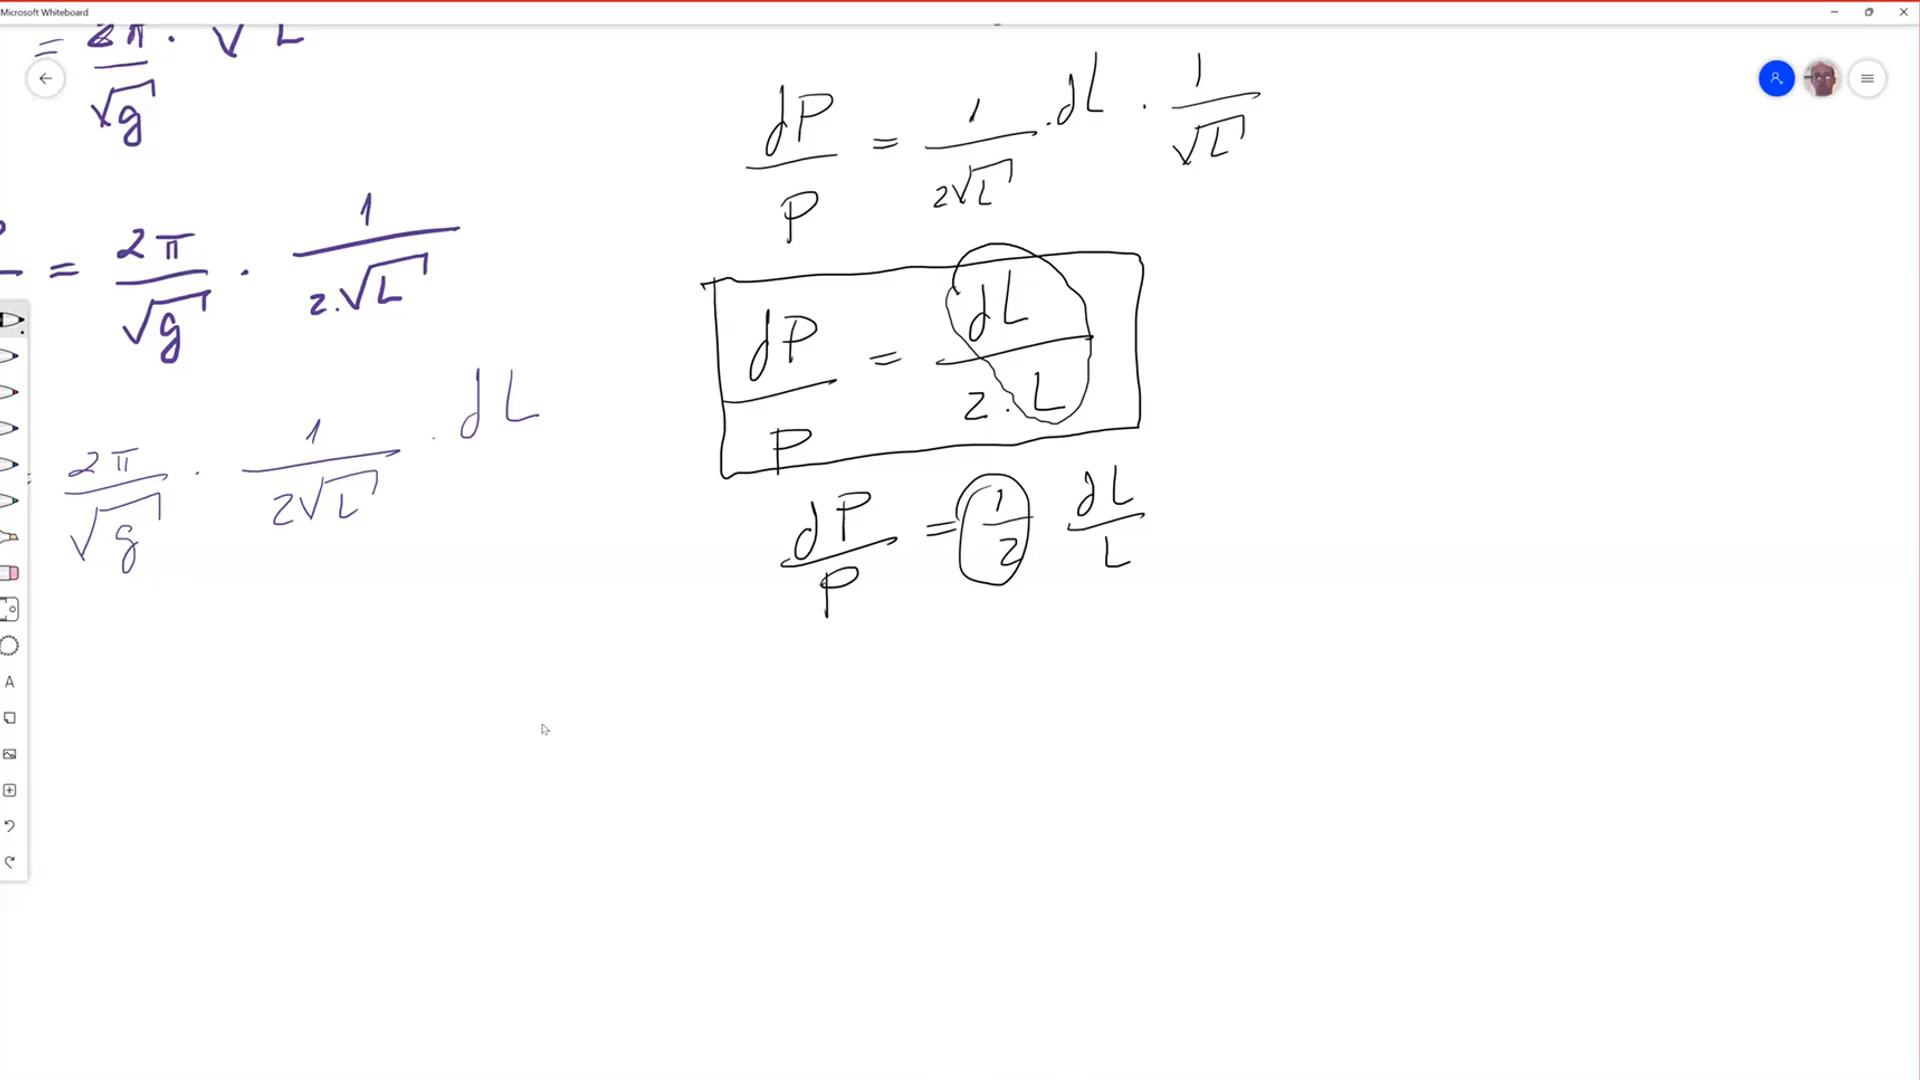 Microsoft Whiteboard
= 2π/√g · √L
= 2π/√g · 1/(2.√L)
2π/√g · 1/(2√L) · dL
dP/P = 1/(2√L) · dL · 1/√L
dP/P = dL/(2.L)
dP/P = 1/2 dL/L
A